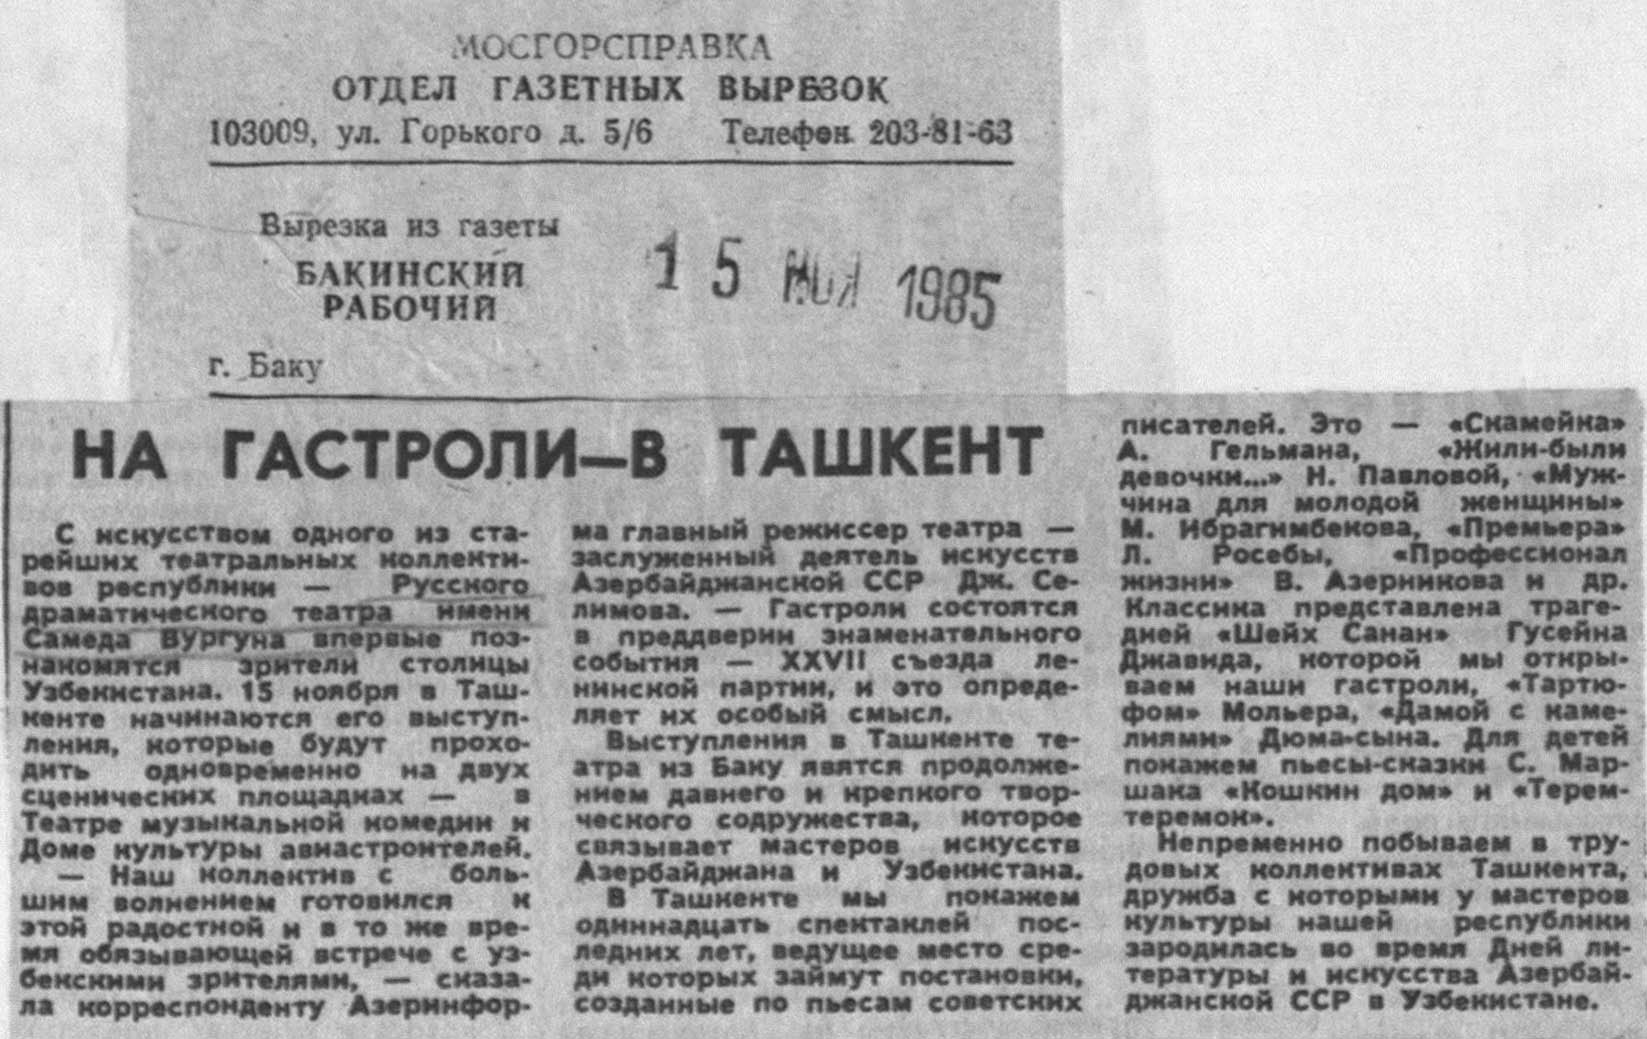 МОСГОРСПРАВКА
ОТДЕЛ ГАЗЕТНЫХ ВЫРЕЗОК
103009, ул. Горького д. 5/6 Телефон 203-81-63
Вырезка из газеты
БАКИНСКИЙ
РАБОЧИЙ
15 НОЯ 1985
г. Баку
НА ГАСТРОЛИ—В ТАШКЕНТ
С искусством одного из ста-
рейших театральных коллекти-
вов республики — Русского
драматического театра имени
Самеда Вургуна впервые поз-
накомятся зрители столицы
Узбекистана. 15 ноября в Таш-
кенте начинаются его выступ-
ления, которые будут прохо-
дить одновременно на двух
сценических площадках — в
Театре музыкальной комедии и
Доме культуры авиастроителей.
— Наш коллектив с боль-
шим волнением готовился к
этой радостной и в то же вре-
мя обязывающей встрече с уз-
бекскими зрителями, — сказа-
ла корреспонденту Азеринфор-
ма главный режиссер театра —
заслуженный деятель искусств
Азербайджанской ССР Дж. Се-
лимова. — Гастроли состоятся
в преддверии знаменательного
события — XXVII съезда ле-
нинской партии, и это опреде-
ляет их особый смысл.
Выступления в Ташкенте те-
атра из Баку явятся продолже-
нием давнего и крепкого твор-
ческого содружества, которое
связывает мастеров искусств
Азербайджана и Узбекистана.
В Ташкенте мы покажем
одиннадцать спектаклей пос-
ледних лет, ведущее место сре-
ди которых займут постановки,
созданные по пьесам советских
писателей. Это — «Скамейка»
А. Гельмана, «Жили-были
девочки...» Н. Павловой, «Муж-
чина для молодой женщины»
М. Ибрагимбекова, «Премьера»
Л. Росебы, «Профессионал
жизни» В. Азерникова и др.
Классика представлена траге-
дией «Шейх Санан» Гусейна
Джавида, которой мы откры-
ваем наши гастроли, «Тартю-
фом» Мольера, «Дамой с каме-
лиями» Дюма-сына. Для детей
покажем пьесы-сказки С. Мар-
шака «Кошкин дом» и «Терем-
теремок».
Непременно побываем в тру-
довых коллективах Ташкента,
дружба с которыми у мастеров
культуры нашей республики
зародилась во время Дней ли-
тературы и искусства Азербай-
джанской ССР в Узбекистане.